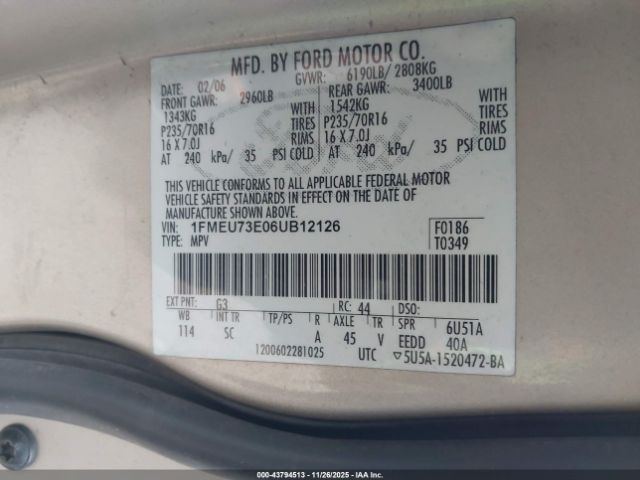 MFD. BY FORD MOTOR CO.
DATE: 02/06 GVWR: 6190LB/ 2808KG
FRONT GAWR: 2960LB REAR GAWR: 3400LB
1343KG WITH 1542KG WITH
P235/70R16 TIRES P235/70R16 TIRES
16 X 7.0J RIMS 16 X 7.0J RIMS
AT 240 kPa/ 35 PSI COLD AT 240 kPa/ 35 PSI COLD
THIS VEHICLE CONFORMS TO ALL APPLICABLE FEDERAL MOTOR
VEHICLE SAFETY STANDARDS IN EFFECT ON THE DATE OF
MANUFACTURE SHOWN ABOVE.
VIN: 1FMEU73E06UB12126 F0186
TYPE: MPV T0349
EXT PNT: G3 RC: 44 DSO:
WB INT TR TP/PS R AXLE TR SPR 6U51A
114 SC A 45 V EEDD 40A
1200602281025 UTC ▽5U5A-1520472-BA
© 43794513 - 11/26/2025 - IAA Inc.